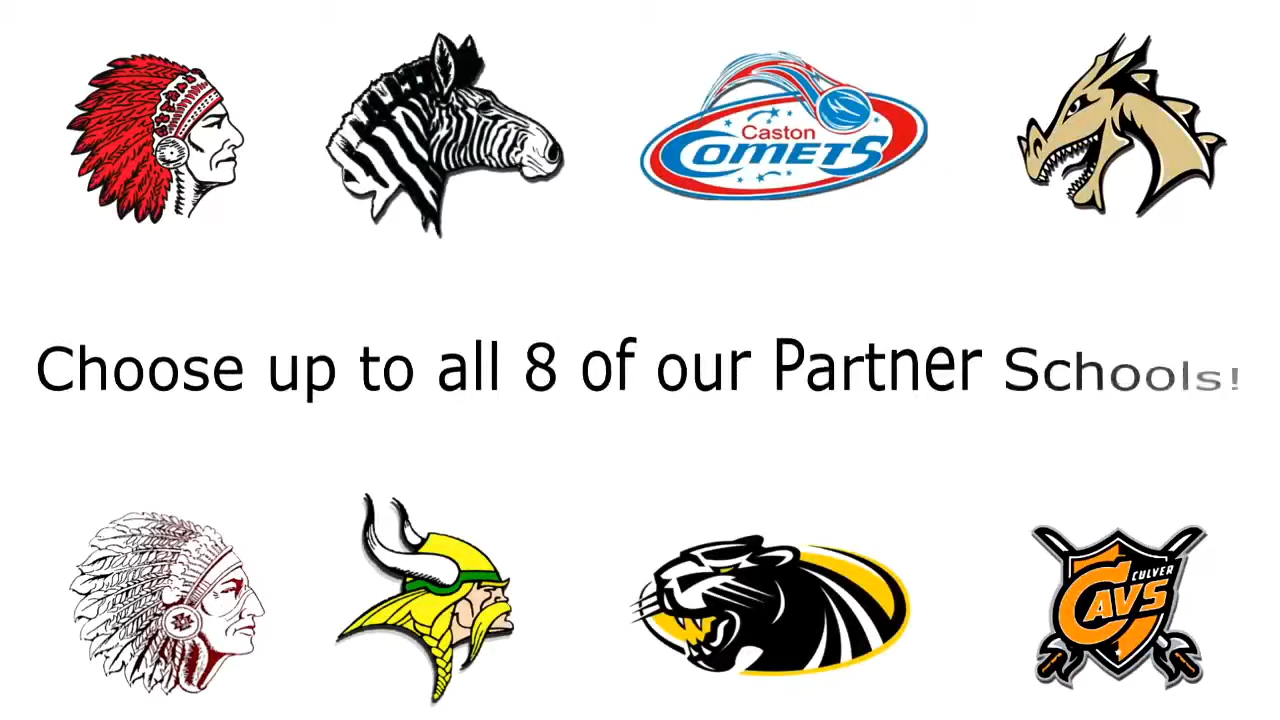 Caston
COMETS
Choose up to all 8 of our Partner Schools!
CULVER
CAVS